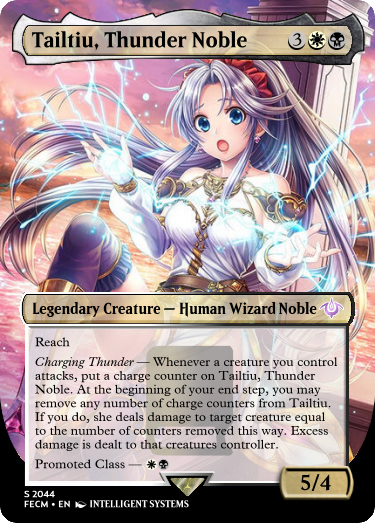 Tailtiu, Thunder Noble 3
Legendary Creature — Human Wizard Noble
Reach
Charging Thunder — Whenever a creature you control
attacks, put a charge counter on Tailtiu, Thunder
Noble. At the beginning of your end step, you may
remove any number of charge counters from Tailtiu.
If you do, she deals damage to target creature equal
to the number of counters removed this way. Excess
damage is dealt to that creatures controller.
Promoted Class —
5/4
S 2044
FECM • EN INTELLIGENT SYSTEMS